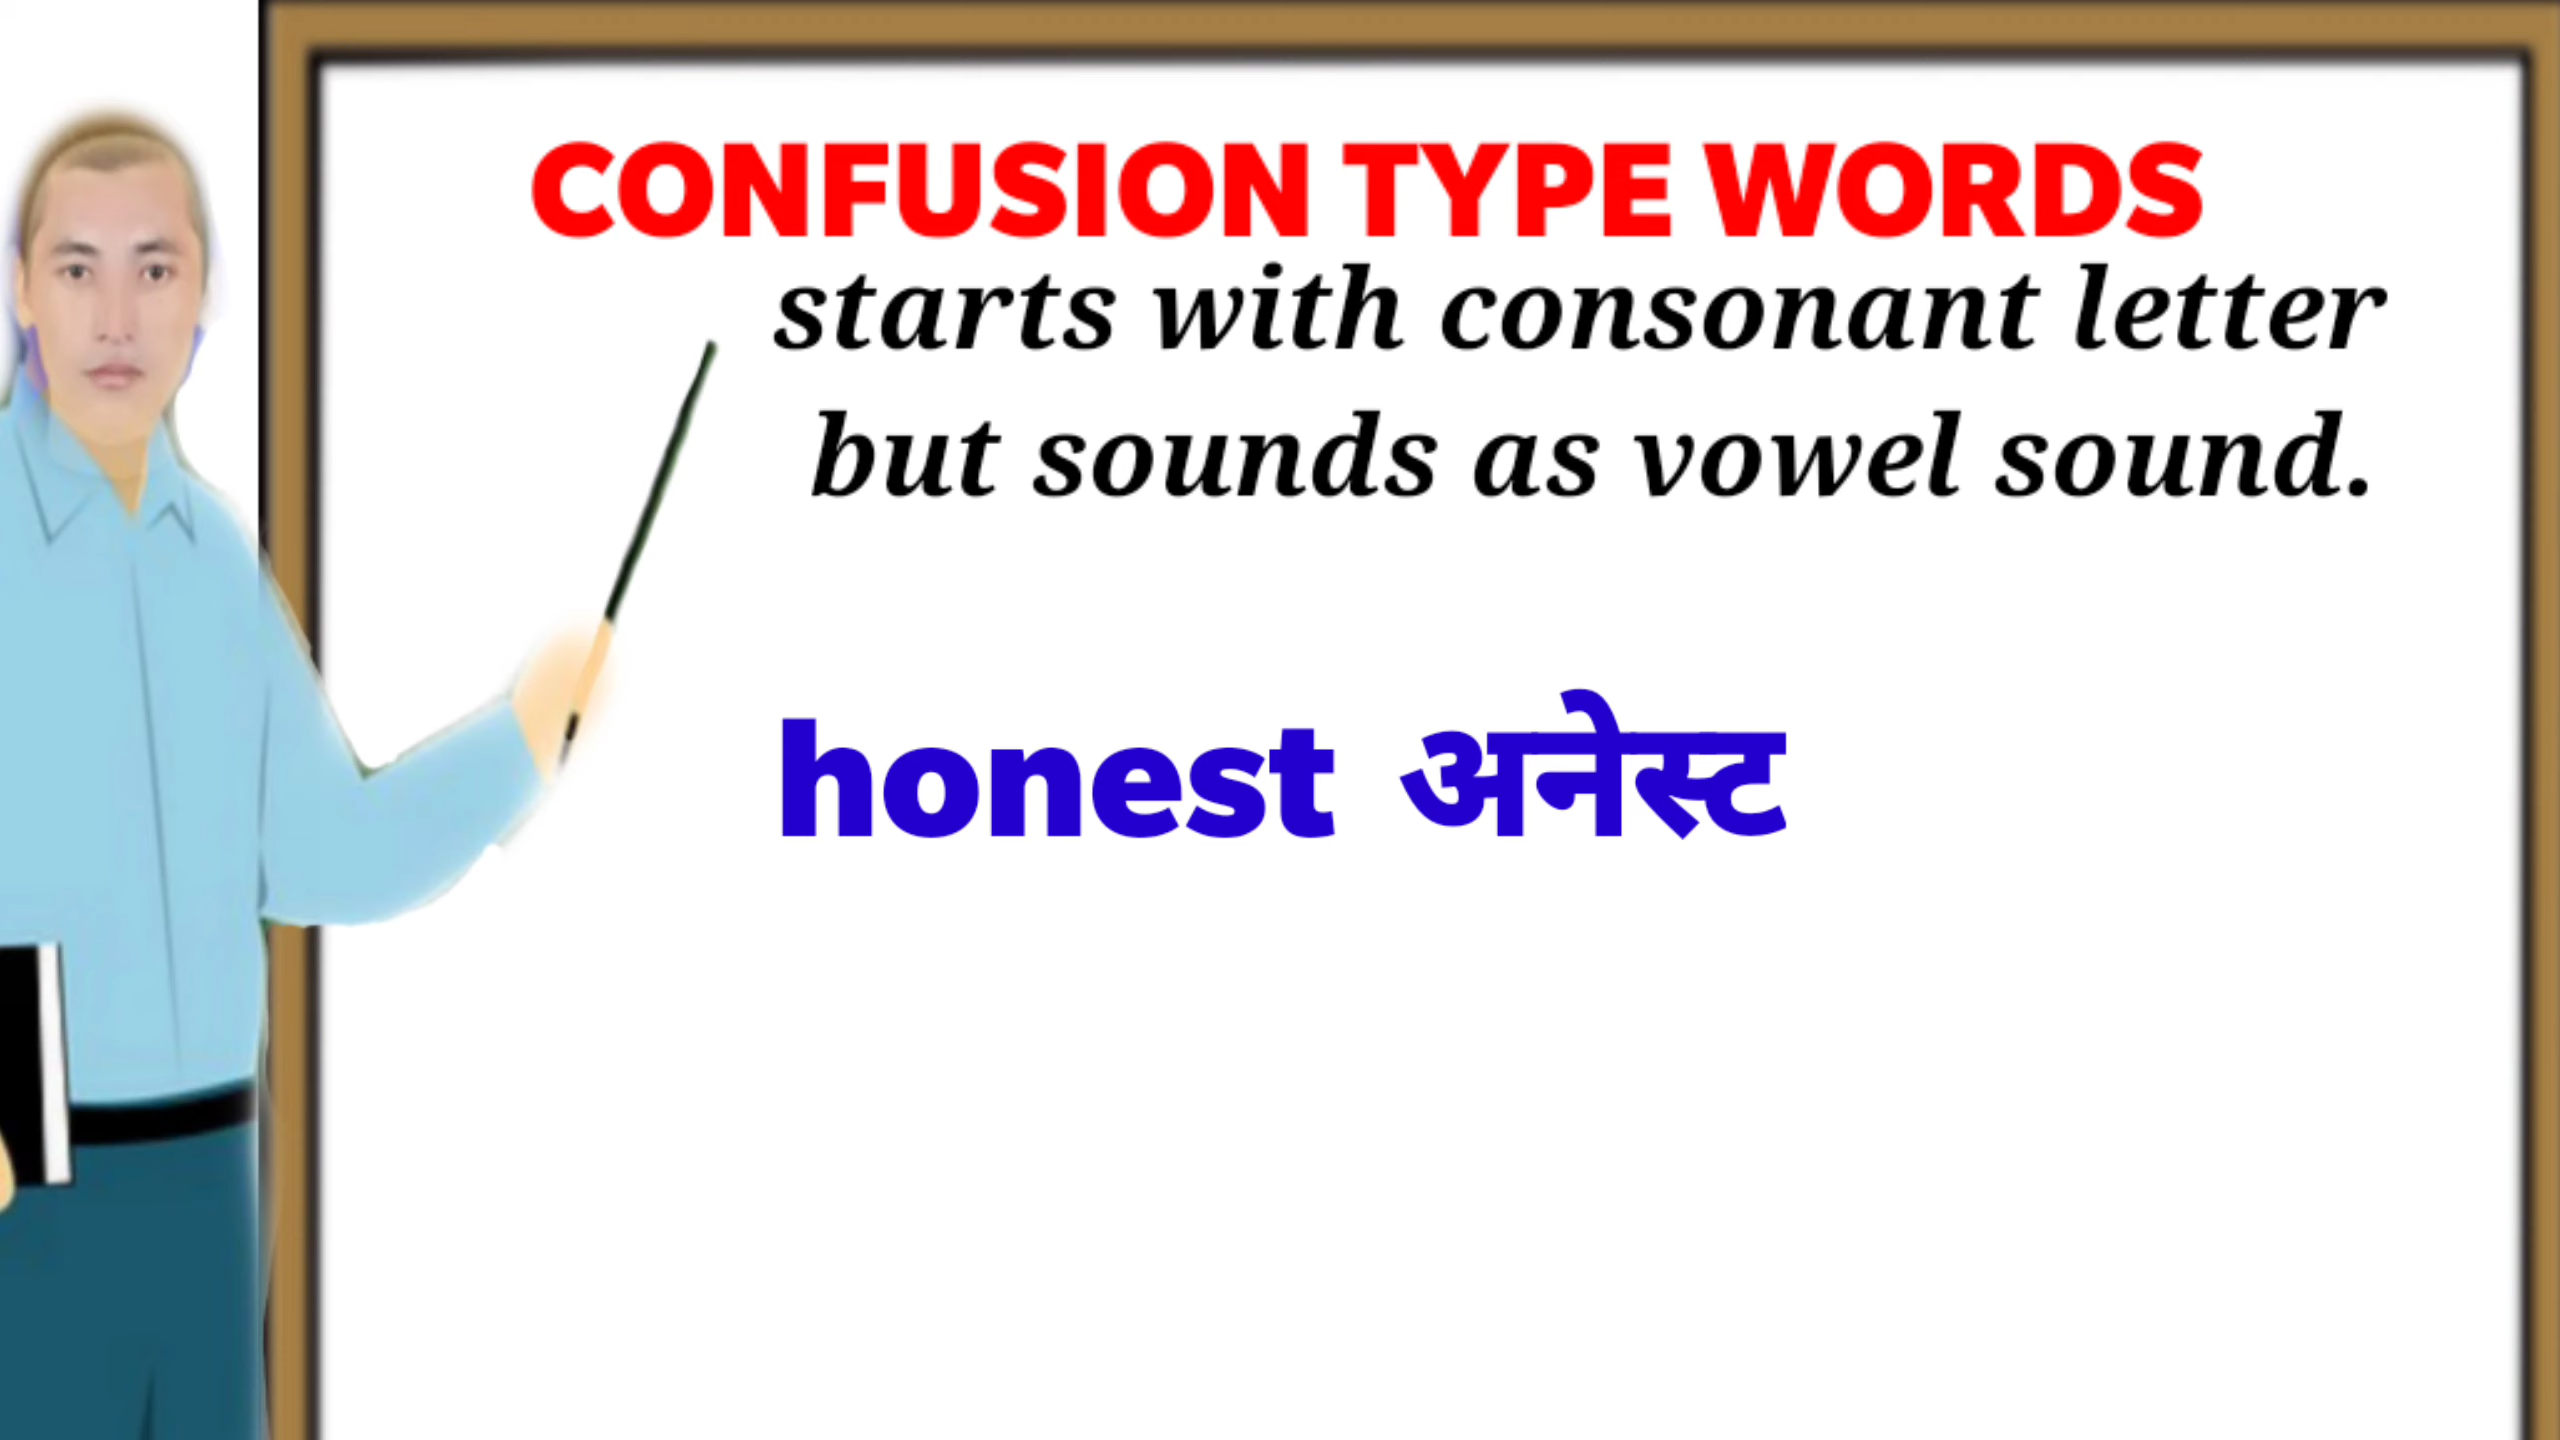 CONFUSION TYPE WORDS
starts with consonant letter
but sounds as vowel sound.
honest अनेस्ट